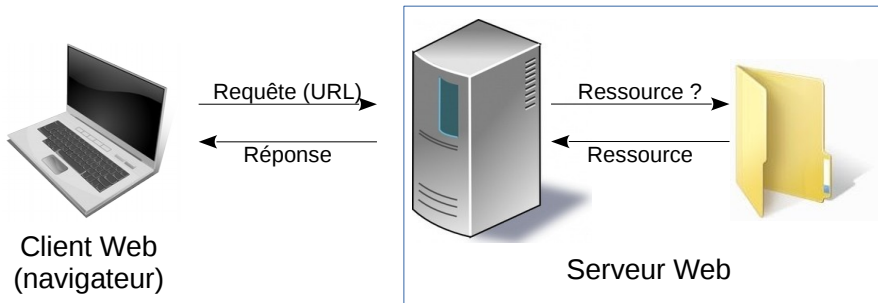 Requête (URL)
Réponse
Ressource ?
Ressource
Client Web
(navigateur)
Serveur Web